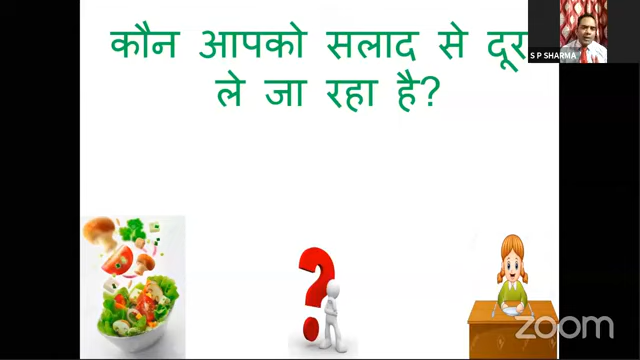 कौन आपको सलाद से दूर
ले जा रहा है?
S P SHARMA
zoom